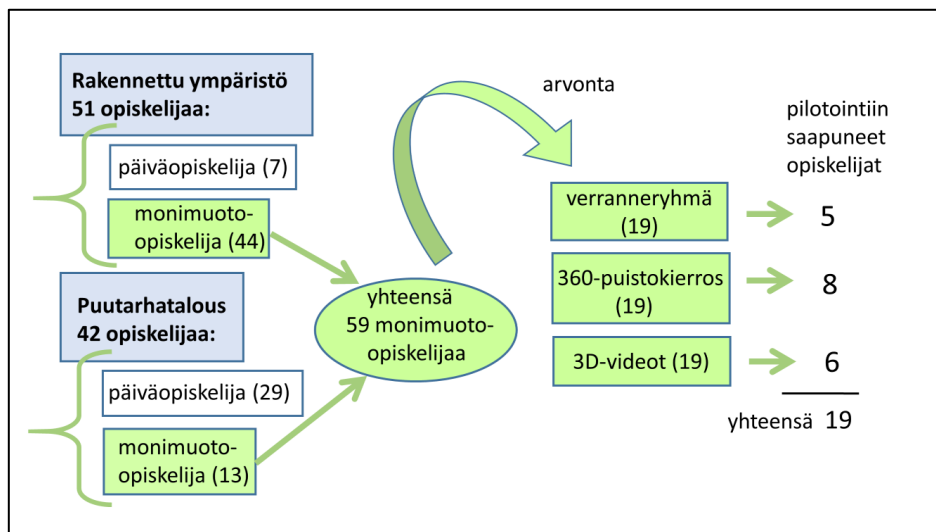 Rakennettu ympäristö
51 opiskelijaa:
päiväopiskelija (7)
monimuoto-
opiskelija (44)
Puutarhatalous
42 opiskelijaa:
päiväopiskelija (29)
monimuoto-
opiskelija (13)
yhteensä
59 monimuoto-
opiskelijaa
arvonta
verranneryhmä
(19)
360-puistokierros
(19)
3D-videot (19)
pilotointiin
saapuneet
opiskelijat
5
8
6
yhteensä 19